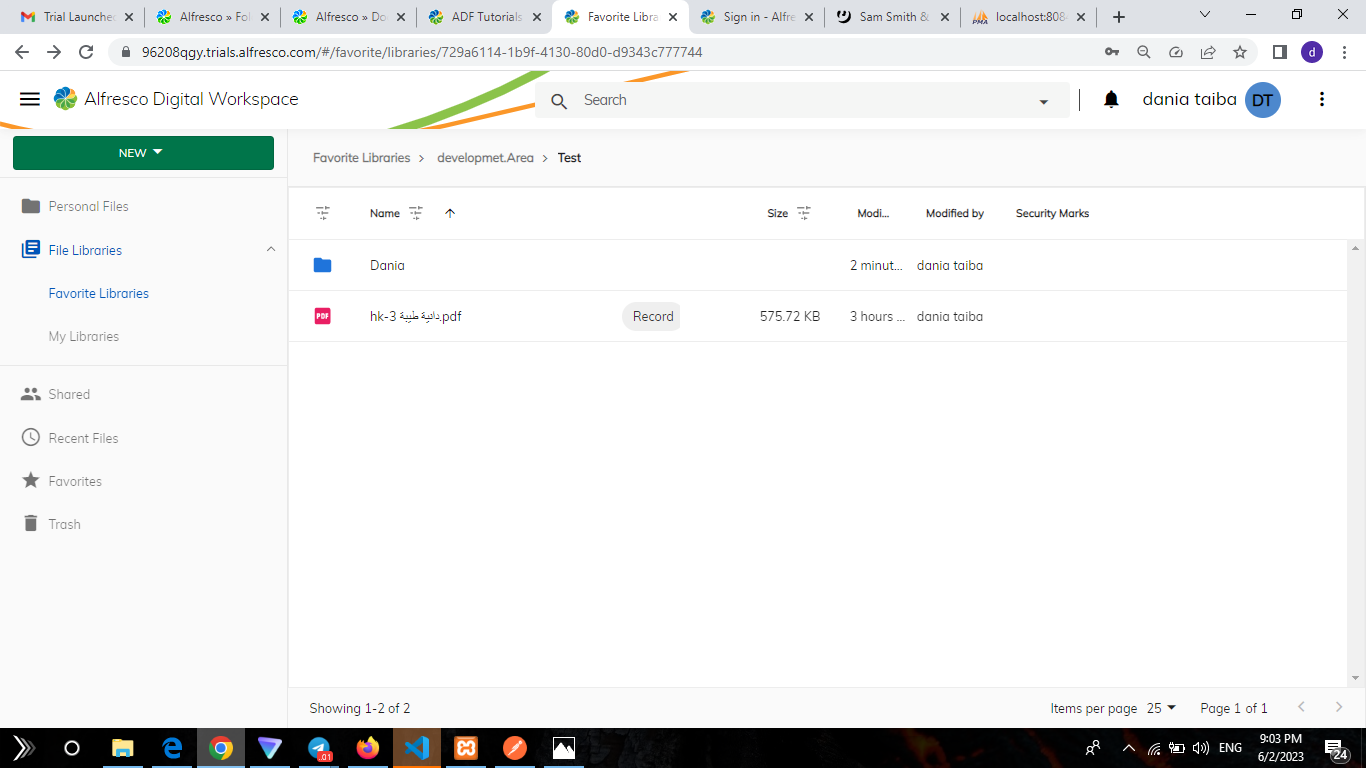 Trial Launched
Alfresco » Fol
Alfresco » Do
ADF Tutorials
Favorite Libra
Sign in - Alfre
Sam Smith &
localhost:808
96208qgy.trials.alfresco.com/#/favorite/libraries/729a6114-1b9f-4130-80d0-d9343c777744
d
Alfresco Digital Workspace
Search
dania taiba
DT
NEW
Favorite Libraries
developmet.Area
Test
Personal Files
File Libraries
Favorite Libraries
My Libraries
Shared
Recent Files
Favorites
Trash
Name
Size
Modi...
Modified by
Security Marks
Dania
2 minut...
dania taiba
PDF
hk-3 دانية طيبة.pdf
Record
575.72 KB
3 hours ...
dania taiba
Showing 1-2 of 2
Items per page
25
Page 1 of 1
.01
ENG
9:03 PM
6/2/2023
24